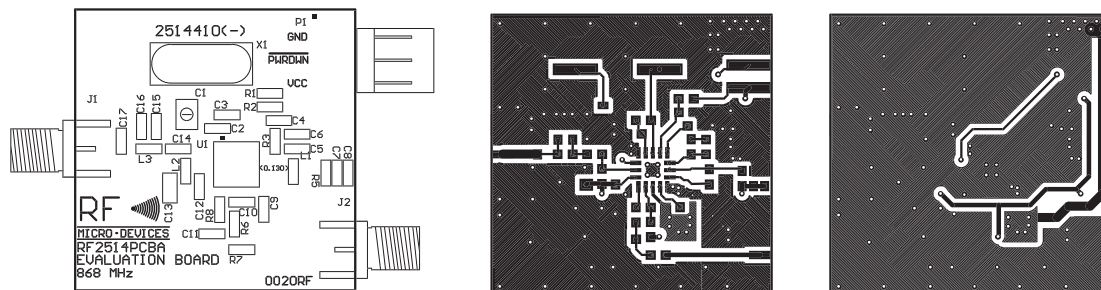 P1
2514410(-)
GND
X1
PWRDWN
VCC
J1
C1
R1
C16
C15
R2
C17
C3
C4
C2
R3
C6
C14
U1
C5
L3
L1
C7
C8
L2
(0.130)
R5
C13
C12
R8
C10
C9
J2
RF
R6
MICRO-DEVICES
C11
RF2514PCBA
EVALUATION BOARD
R7
868 MHz
0020RF